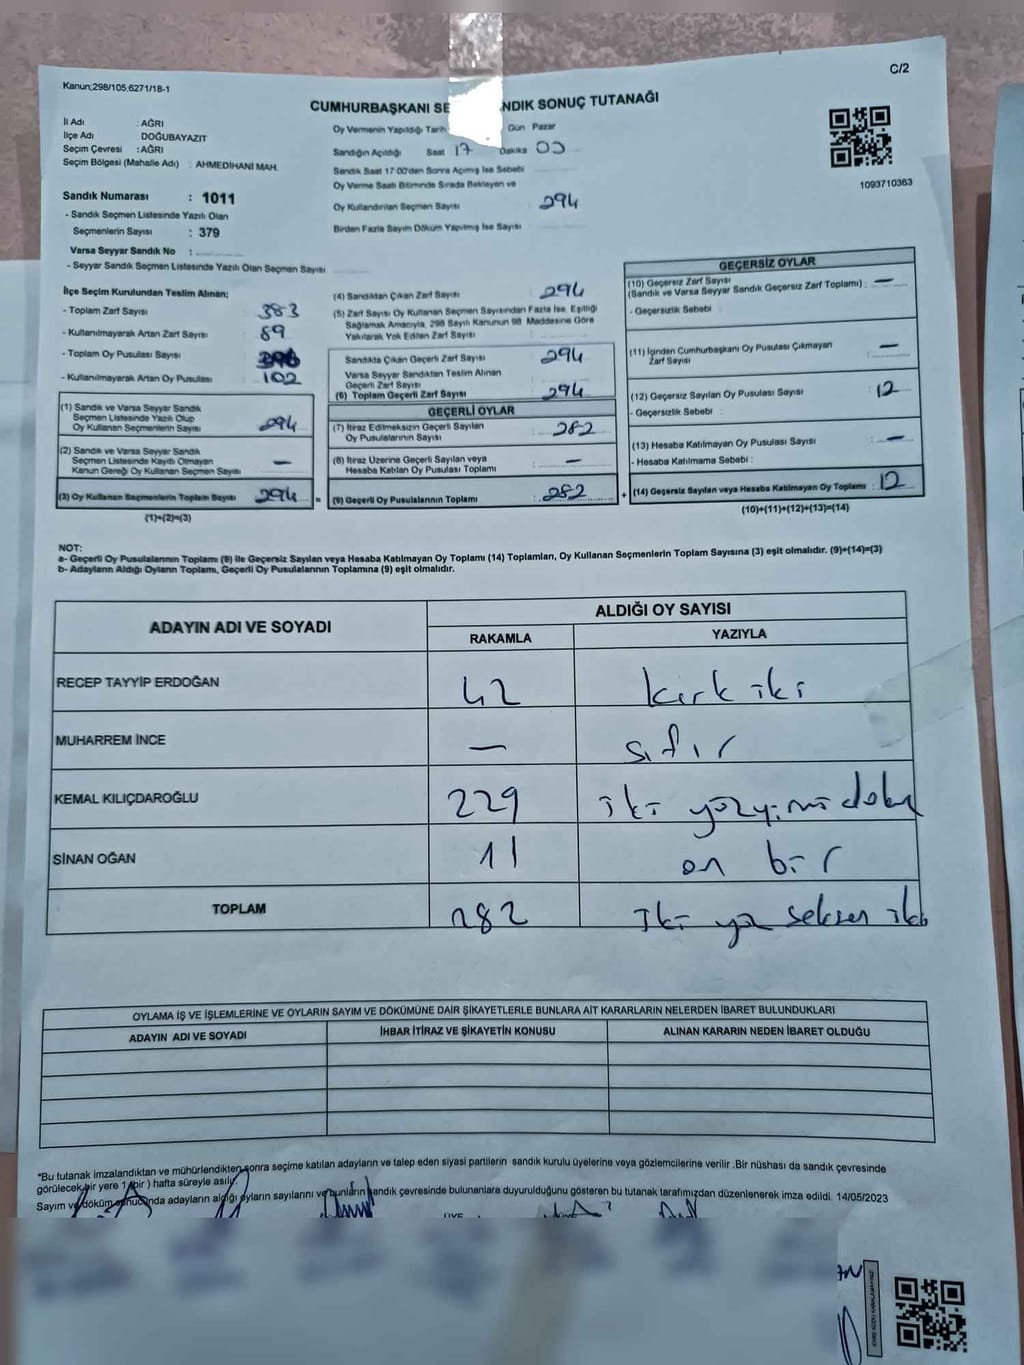 C/2
Kanun;298/105,6271/18-1
CUMHURBAŞKANI SE NDIK SONUÇ TUTANAĞI
İl Adı : AĞRI
İlçe Adı : DOĞUBAYAZIT
Seçim Çevresi : AĞRI
Seçim Bölgesi (Mahalle Adı) : AHMEDİHANİ MAH.
Sandık Numarası : 1011
- Sandık Seçmen Listesinde Yazılı Olan
Seçmenlerin Sayısı : 379
Varsa Seyyar Sandık No :
- Seyyar Sandık Seçmen Listesinde Yazılı Olan Seçmen Sayısı
Oy Vermenin Yapıldığı Tarih Gün Pazar
Sandığın Açıldığı Saat 17 Dakika 00
Sandık Saat 17:00'den Sonra Açılmış İse Sebebi
Oy Verme Saati Bitiminde Sırada Bekleyen ve
Oy Kullandırılan Seçmen Sayısı 294
Birden Fazla Sayım Döküm Yapılmış İse Sayısı
1093710363
İlçe Seçim Kurulundan Teslim Alınan;
- Toplam Zarf Sayısı 383
- Kullanılmayarak Artan Zarf Sayısı 89
- Toplam Oy Pusulası Sayısı
- Kullanılmayarak Artan Oy Pusulası 102
(1) Sandık ve Varsa Seyyar Sandık
Seçmen Listesinde Yazılı Olup
Oy Kullanan Seçmenlerin Sayısı 294
(2) Sandık ve Varsa Seyyar Sandık
Seçmen Listesinde Kayıtlı Olmayan
Kanun Gereği Oy Kullanan Seçmen Sayısı —
(3) Oy Kullanan Seçmenlerin Toplam Sayısı 294 =
(1)+(2)=(3)
(4) Sandıktan Çıkan Zarf Sayısı 294
(5) Zarf Sayısı Oy Kullanan Seçmen Sayısından Fazla İse, Eşitliği
Sağlamak Amacıyla, 298 Sayılı Kanunun 98. Maddesine Göre
Yakılarak Yok Edilen Zarf Sayısı
Sandıkta Çıkan Geçerli Zarf Sayısı 294
Varsa Seyyar Sandıktan Teslim Alınan
Geçerli Zarf Sayısı
(6) Toplam Geçerli Zarf Sayısı 294
GEÇERLİ OYLAR
(7) İtiraz Edilmeksizin Geçerli Sayılan
Oy Pusulalarının Sayısı : 282
(8) İtiraz Üzerine Geçerli Sayılan veya
Hesaba Katılan Oy Pusulası Toplamı : —
(9) Geçerli Oy Pusulalarının Toplamı : 282 +
GEÇERSİZ OYLAR
(10) Geçersiz Zarf Sayısı
(Sandık ve Varsa Seyyar Sandık Geçersiz Zarf Toplamı) : —
- Geçersizlik Sebebi :
(11) İçinden Cumhurbaşkanı Oy Pusulası Çıkmayan
Zarf Sayısı : —
(12) Geçersiz Sayılan Oy Pusulası Sayısı : 12
- Geçersizlik Sebebi :
(13) Hesaba Katılmayan Oy Pusulası Sayısı : —
- Hesaba Katılmama Sebebi :
(14) Geçersiz Sayılan veya Hesaba Katılmayan Oy Toplamı : 12
(10)+(11)+(12)+(13)=(14)
NOT:
a- Geçerli Oy Pusulalarının Toplamı (9) ile Geçersiz Sayılan veya Hesaba Katılmayan Oy Toplamı (14) Toplamları, Oy Kullanan Seçmenlerin Toplam Sayısına (3) eşit olmalıdır. (9)+(14)=(3)
b- Adayların Aldığı Oyların Toplamı, Geçerli Oy Pusulalarının Toplamına (9) eşit olmalıdır.
ADAYIN ADI VE SOYADI
ALDIĞI OY SAYISI
RAKAMLA YAZIYLA
RECEP TAYYİP ERDOĞAN 42 kırk iki
MUHARREM İNCE — sıfır
KEMAL KILIÇDAROĞLU 229 iki yüz yirmi dokuz
SİNAN OĞAN 11 on bir
TOPLAM 282 iki yüz seksen iki
OYLAMA İŞ VE İŞLEMLERİNE VE OYLARIN SAYIM VE DÖKÜMÜNE DAİR ŞİKAYETLERLE BUNLARA AİT KARARLARIN NELERDEN İBARET BULUNDUKLARI
ADAYIN ADI VE SOYADI İHBAR İTİRAZ VE ŞİKAYETİN KONUSU ALINAN KARARIN NEDEN İBARET OLDUĞU
*Bu tutanak imzalandıktan ve mühürlendikten sonra seçime katılan adayların ve talep eden siyasi partilerin sandık kurulu üyelerine veya gözlemcilerine verilir .Bir nüshası da sandık çevresinde
görülecek bir yere 1 (bir ) hafta süreyle asılır.
Sayım ve döküm sonucunda adayların aldığı oyların sayılarını ve bunların sandık çevresinde bulunanlara duyurulduğunu gösteren bu tutanak tarafımızdan düzenlenerek imza edildi. 14/05/2023